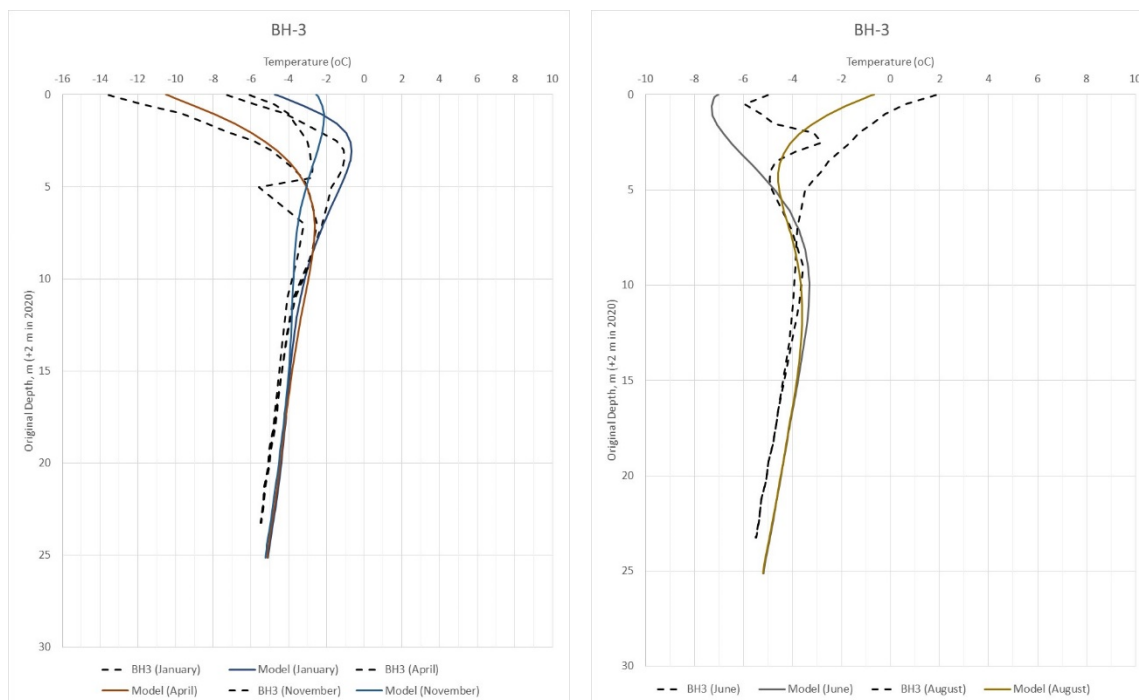 BH-3
Temperature (oC)
-16 -14 -12 -10 -8 -6 -4 -2 0 2 4 6 8 10
0
5
10
15
20
25
30
Original Depth, m (+2 m in 2020)
BH3 (January) Model (January) BH3 (April)
Model (April) BH3 (November) Model (November)
BH-3
Temperature (oC)
-10 -8 -6 -4 -2 0 2 4 6 8 10
0
5
10
15
20
25
30
Original Depth, m (+2 m in 2020)
BH3 (June) Model (June) BH3 (August) Model (August)